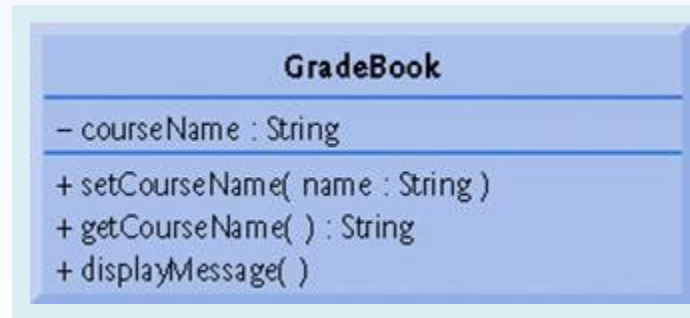 GradeBook
– courseName : String
+ setCourseName( name : String )
+ getCourseName( ) : String
+ displayMessage( )